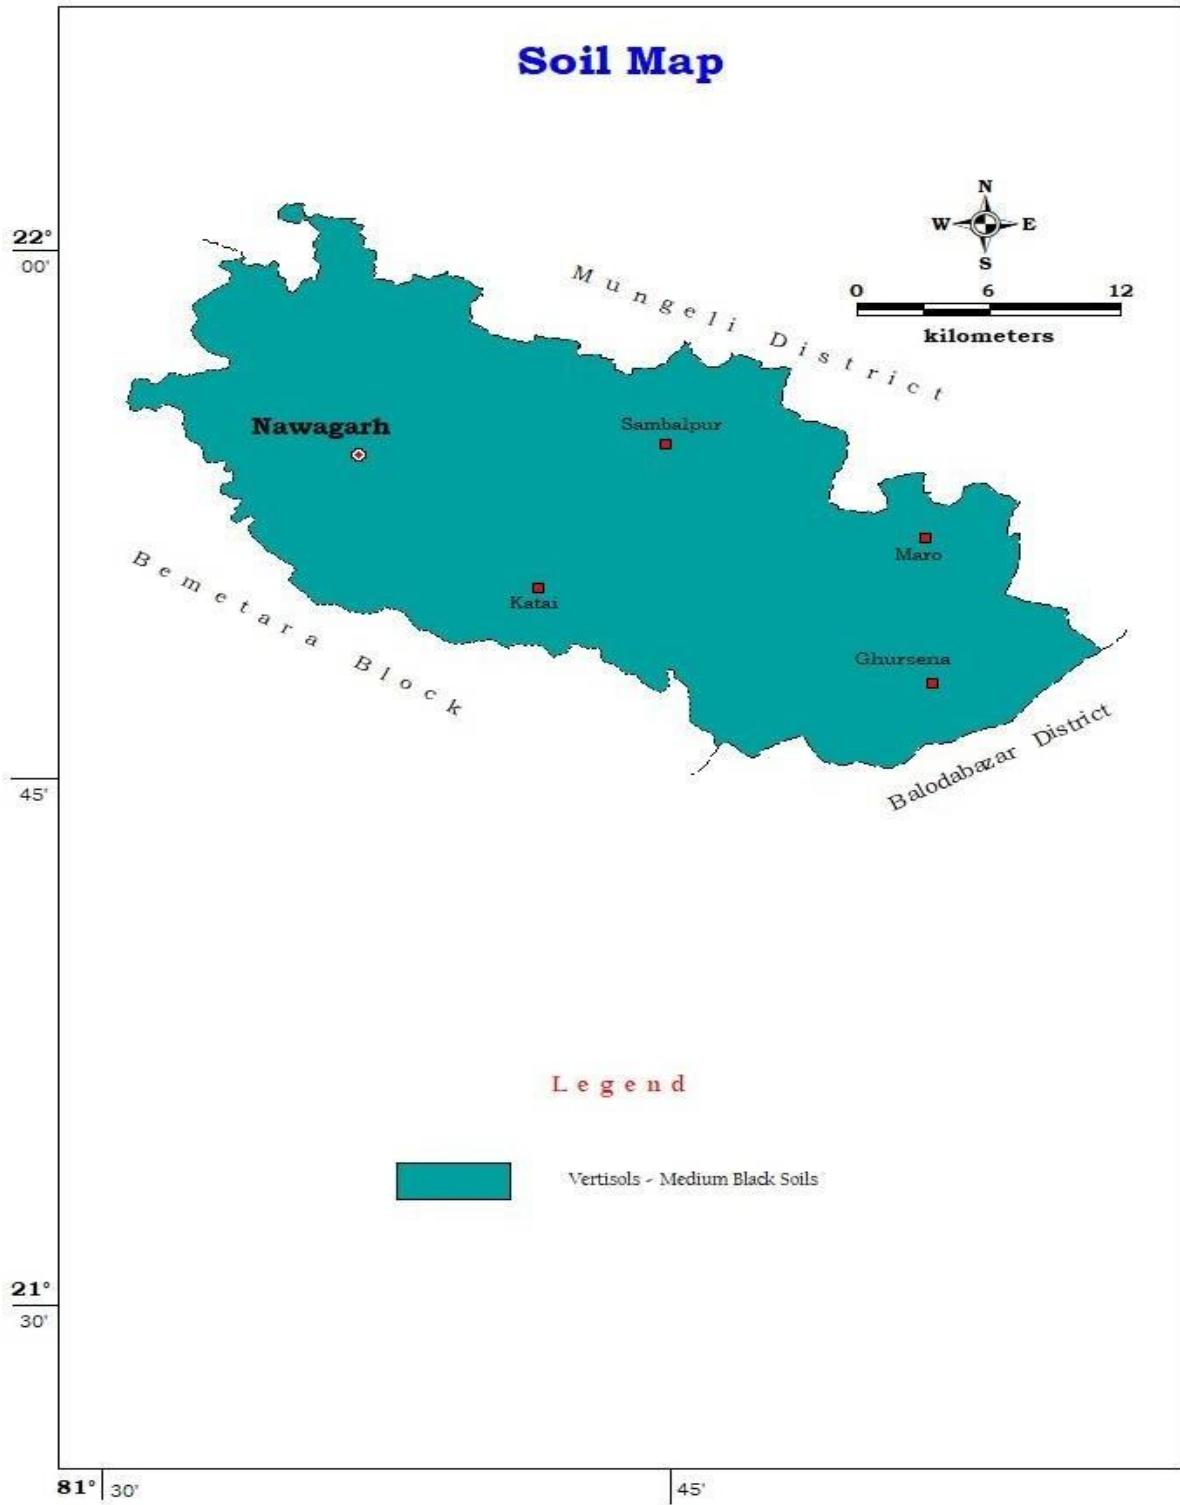 Soil Map
N
W E
S
22°
00'
Mungeli District
0 6 12
kilometers
Nawagarh
Sambalpur
Maro
Bemetara Block
Katai
Ghursena
Balodabazar District
45'
Legend
Vertisols - Medium Black Soils
21°
30'
81° 30' 45'